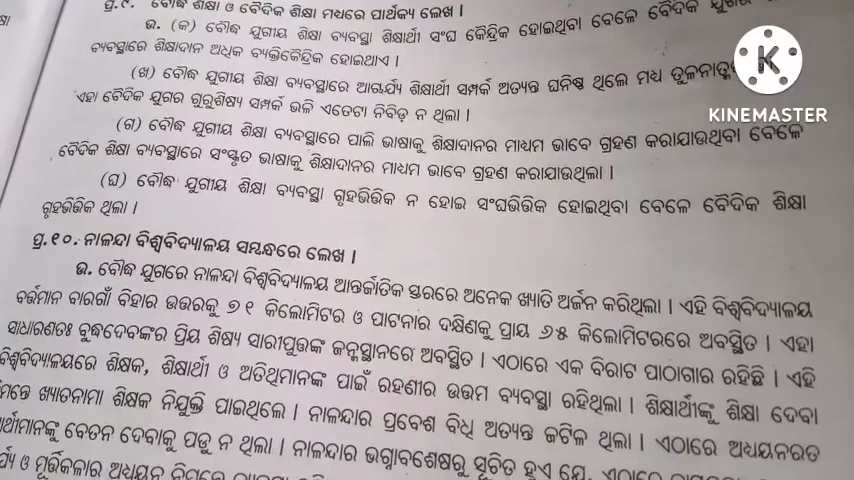 ପ୍ର.୯. ବୌଦ୍ଧ ଶିକ୍ଷା ଓ ବୈଦିକ ଶିକ୍ଷା ମଧ୍ୟରେ ପାର୍ଥକ୍ୟ ଲେଖ ।
ଉ. (କ) ବୌଦ୍ଧ ଯୁଗୀୟ ଶିକ୍ଷା ବ୍ୟବସ୍ଥା ଶିକ୍ଷାର୍ଥୀ ସଂଘ କୈନ୍ଦ୍ରିକ ହୋଇଥିବା ବେଳେ ବୈଦିକ ଯୁଗର
ବ୍ୟବସ୍ଥାରେ ଶିକ୍ଷାଦାନ ଅଧିକ ବ୍ୟକ୍ତିକୈନ୍ଦ୍ରିକ ହୋଇଥାଏ ।
(ଖ) ବୌଦ୍ଧ ଯୁଗୀୟ ଶିକ୍ଷା ବ୍ୟବସ୍ଥାରେ ଆଚାର୍ଯ୍ୟ ଶିକ୍ଷାର୍ଥୀ ସମ୍ପର୍କ ଅତ୍ୟନ୍ତ ଘନିଷ୍ଠ ଥିଲେ ମଧ୍ୟ
ଏହା ବୈଦିକ ଯୁଗର ଗୁରୁଶିଷ୍ୟ ସମ୍ପର୍କ ଭଳି ଏତେଟା ନିବିଡ଼ ନ ଥିଲା ।
(ଗ) ବୌଦ୍ଧ ଯୁଗୀୟ ଶିକ୍ଷା ବ୍ୟବସ୍ଥାରେ ପାଲି ଭାଷାକୁ ଶିକ୍ଷାଦାନର ମାଧ୍ୟମ ଭାବେ ଗ୍ରହଣ କରାଯାଉଥିବା ବେଳେ
ବୈଦିକ ଶିକ୍ଷା ବ୍ୟବସ୍ଥାରେ ସଂସ୍କୃତ ଭାଷାକୁ ଶିକ୍ଷାଦାନର ମାଧ୍ୟମ ଭାବେ ଗ୍ରହଣ କରାଯାଉଥିଲା ।
(ଘ) ବୌଦ୍ଧ ଯୁଗୀୟ ଶିକ୍ଷା ବ୍ୟବସ୍ଥା ଗୃହଭିତ୍ତିକ ନ ହୋଇ ସଂଘଭିତ୍ତିକ ହୋଇଥିବା ବେଳେ ବୈଦିକ ଶିକ୍ଷା
ଗୃହଭିତ୍ତିକ ଥିଲା ।
ପ୍ର.୧୦. ନାଳନ୍ଦା ବିଶ୍ୱବିଦ୍ୟାଳୟ ସମ୍ବନ୍ଧରେ ଲେଖ ।
ଉ. ବୌଦ୍ଧ ଯୁଗରେ ନାଳନ୍ଦା ବିଶ୍ୱବିଦ୍ୟାଳୟ ଆନ୍ତର୍ଜାତିକ ସ୍ତରରେ ଅନେକ ଖ୍ୟାତି ଅର୍ଜନ କରିଥିଲା । ଏହି ବିଶ୍ୱବିଦ୍ୟାଳୟ
ବର୍ତ୍ତମାନ ବାରଗାଁ ବିହାର ଉତ୍ତରକୁ ୭୧ କିଲୋମିଟର ଓ ପାଟନାର ଦକ୍ଷିଣକୁ ପ୍ରାୟ ୬୫ କିଲୋମିଟରରେ ଅବସ୍ଥିତ । ଏହା
ସାଧାରଣତଃ ବୁଦ୍ଧଦେବଙ୍କର ପ୍ରିୟ ଶିଷ୍ୟ ସାରୀପୁତ୍ତଙ୍କ ଜନ୍ମସ୍ଥାନରେ ଅବସ୍ଥିତ । ଏଠାରେ ଏକ ବିରାଟ ପାଠାଗାର ରହିଛି । ଏହି
ବିଶ୍ୱବିଦ୍ୟାଳୟରେ ଶିକ୍ଷକ, ଶିକ୍ଷାର୍ଥୀ ଓ ଅତିଥିମାନଙ୍କ ପାଇଁ ରହଣୀର ଉତ୍ତମ ବ୍ୟବସ୍ଥା ରହିଥିଲା । ଶିକ୍ଷାର୍ଥୀଙ୍କୁ ଶିକ୍ଷା ଦେବା
ଖ୍ୟାତନାମା ଶିକ୍ଷକ ନିଯୁକ୍ତି ପାଇଥିଲେ । ନାଳନ୍ଦାର ପ୍ରବେଶ ବିଧି ଅତ୍ୟନ୍ତ ଜଟିଳ ଥିଲା । ଏଠାରେ ଅଧ୍ୟୟନରତ
ବେତନ ଦେବାକୁ ପଡୁ ନ ଥିଲା । ନାଳନ୍ଦାର ଭଗ୍ନାବଶେଷରୁ ସୂଚିତ ହୁଏ ଯେ, ଏଠାରେ
ଓ ମୂର୍ତ୍ତିକଳାର ଅଧ୍ୟୟନ
K
KINEMASTER